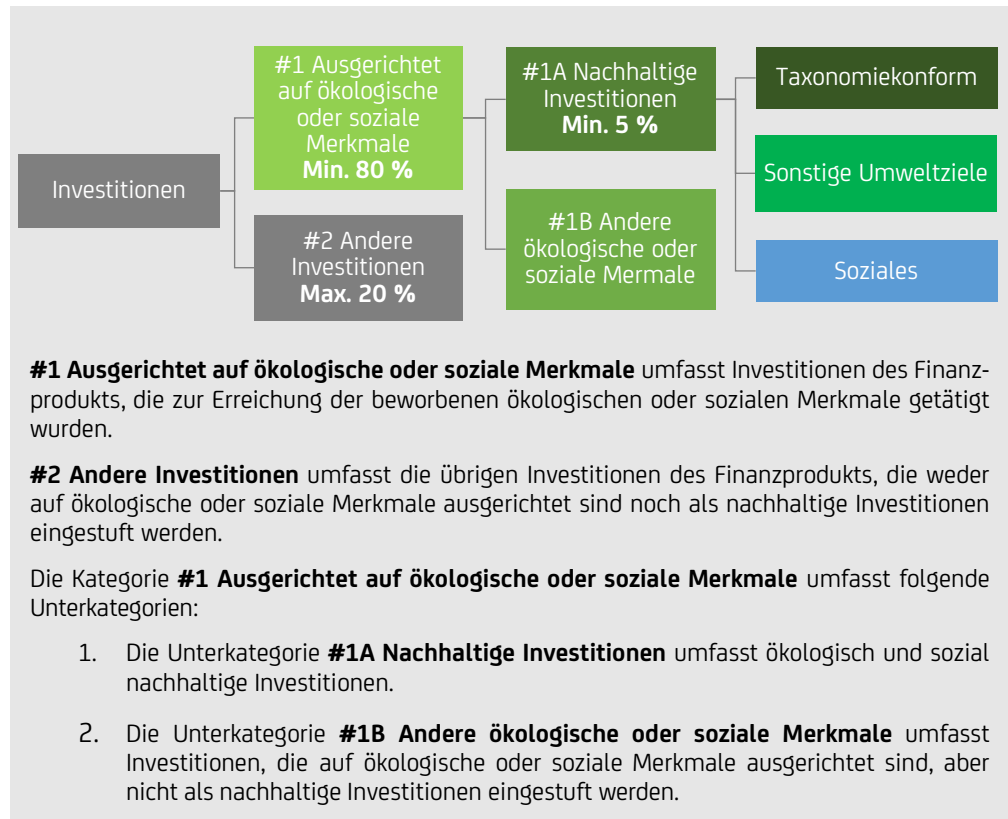 #1 Ausgerichtet
auf ökologische
oder soziale
Merkmale
Min. 80 %
#1A Nachhaltige
Investitionen
Min. 5 %
Taxonomiekonform
Investitionen
Sonstige Umweltziele
#2 Andere
Investitionen
Max. 20 %
#1B Andere
ökologische oder
soziale Mermale
Soziales
#1 Ausgerichtet auf ökologische oder soziale Merkmale umfasst Investitionen des Finanz-
produkts, die zur Erreichung der beworbenen ökologischen oder sozialen Merkmale getätigt
wurden.
#2 Andere Investitionen umfasst die übrigen Investitionen des Finanzprodukts, die weder
auf ökologische oder soziale Merkmale ausgerichtet sind noch als nachhaltige Investitionen
eingestuft werden.
Die Kategorie #1 Ausgerichtet auf ökologische oder soziale Merkmale umfasst folgende
Unterkategorien:
1. Die Unterkategorie #1A Nachhaltige Investitionen umfasst ökologisch und sozial
nachhaltige Investitionen.
2. Die Unterkategorie #1B Andere ökologische oder soziale Merkmale umfasst
Investitionen, die auf ökologische oder soziale Merkmale ausgerichtet sind, aber
nicht als nachhaltige Investitionen eingestuft werden.